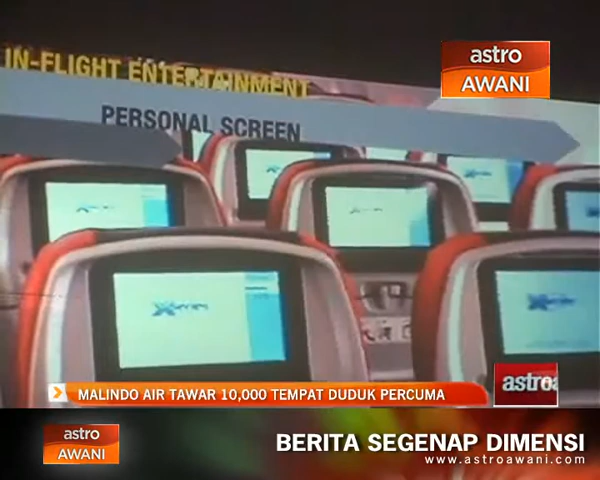 astro
AWANI
IN-FLIGHT ENTERTAINMENT
PERSONAL SCREEN
MALINDO AIR TAWAR 10,000 TEMPAT DUDUK PERCUMA
astro
astro
AWANI
BERITA SEGENAP DIMENSI
www.astroawani.com